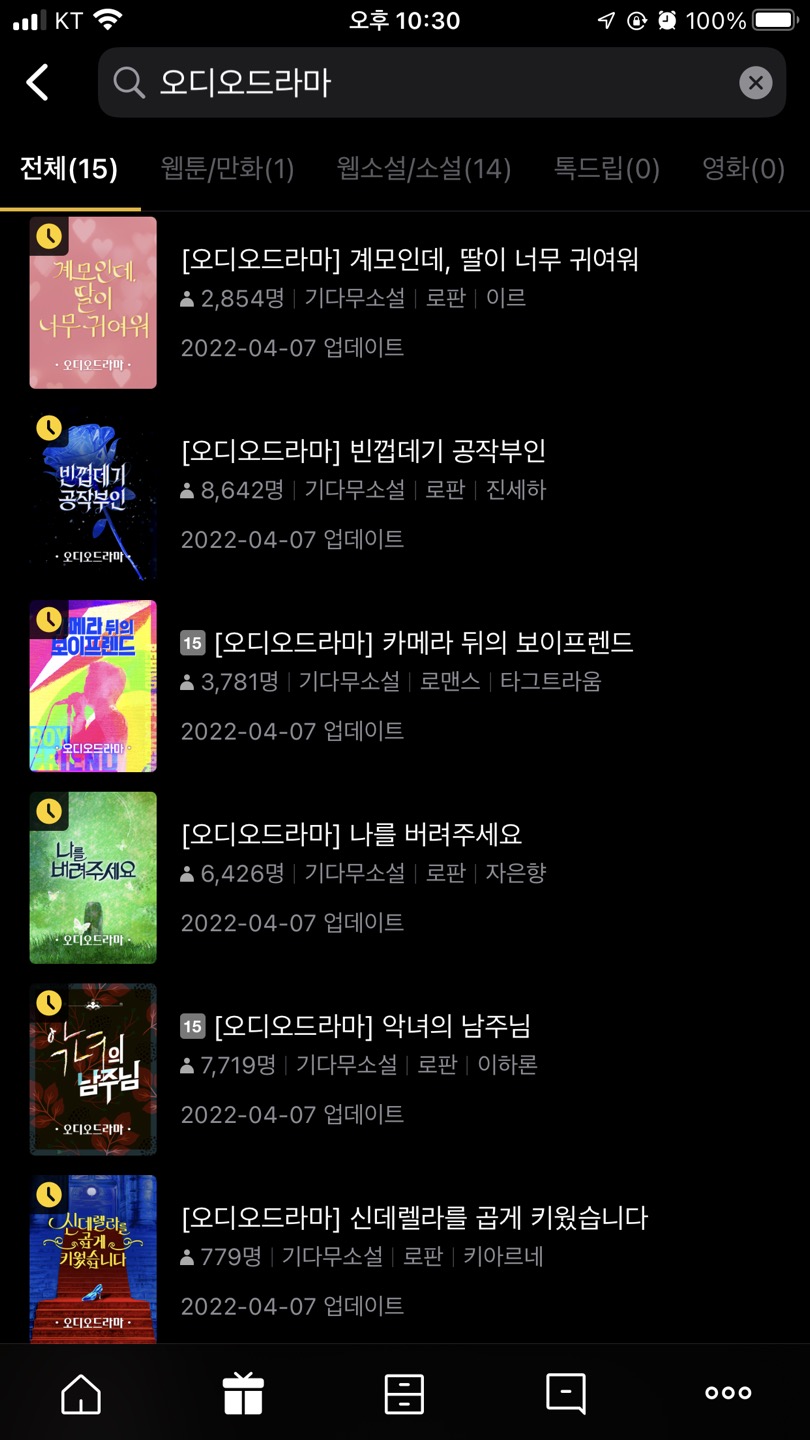 KT 오후 10:30 100%
오디오드라마
전체(15) 웹툰/만화(1) 웹소설/소설(14) 톡드립(0) 영화(0)
계모인데,
딸이
너무 귀여워
· 오디오드라마 ·
[오디오드라마] 계모인데, 딸이 너무 귀여워
2,854명 | 기다무소설 | 로판 | 이르
2022-04-07 업데이트
빈껍데기
공작부인
· 오디오드라마 ·
[오디오드라마] 빈껍데기 공작부인
8,642명 | 기다무소설 | 로판 | 진세하
2022-04-07 업데이트
메라 뒤의
보이프렌드
BOY
FRIEND
· 오디오드라마 ·
15 [오디오드라마] 카메라 뒤의 보이프렌드
3,781명 | 기다무소설 | 로맨스 | 타그트라움
2022-04-07 업데이트
나를
버려주세요
· 오디오드라마 ·
[오디오드라마] 나를 버려주세요
6,426명 | 기다무소설 | 로판 | 자은향
2022-04-07 업데이트
악녀의
남주님
· 오디오드라마 ·
15 [오디오드라마] 악녀의 남주님
7,719명 | 기다무소설 | 로판 | 이하론
2022-04-07 업데이트
신데렐라를
곱게
키웠습니다
· 오디오드라마 ·
[오디오드라마] 신데렐라를 곱게 키웠습니다
779명 | 기다무소설 | 로판 | 키아르네
2022-04-07 업데이트